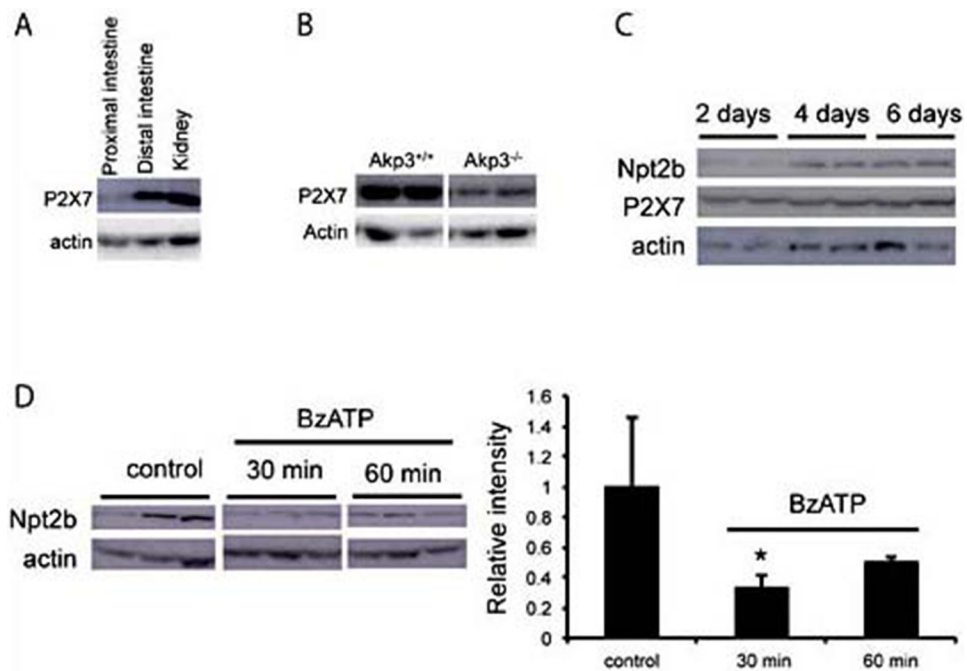 A
Proximal intestine
Distal intestine
Kidney
P2X7
actin
B
Akp3+/+ Akp3-/-
P2X7
Actin
C
2 days 4 days 6 days
Npt2b
P2X7
actin
D
BzATP
control 30 min 60 min
Npt2b
actin
Relative intensity
1.6
1.4
1.2
1
0.8
0.6
0.4
0.2
0
BzATP
*
control 30 min 60 min